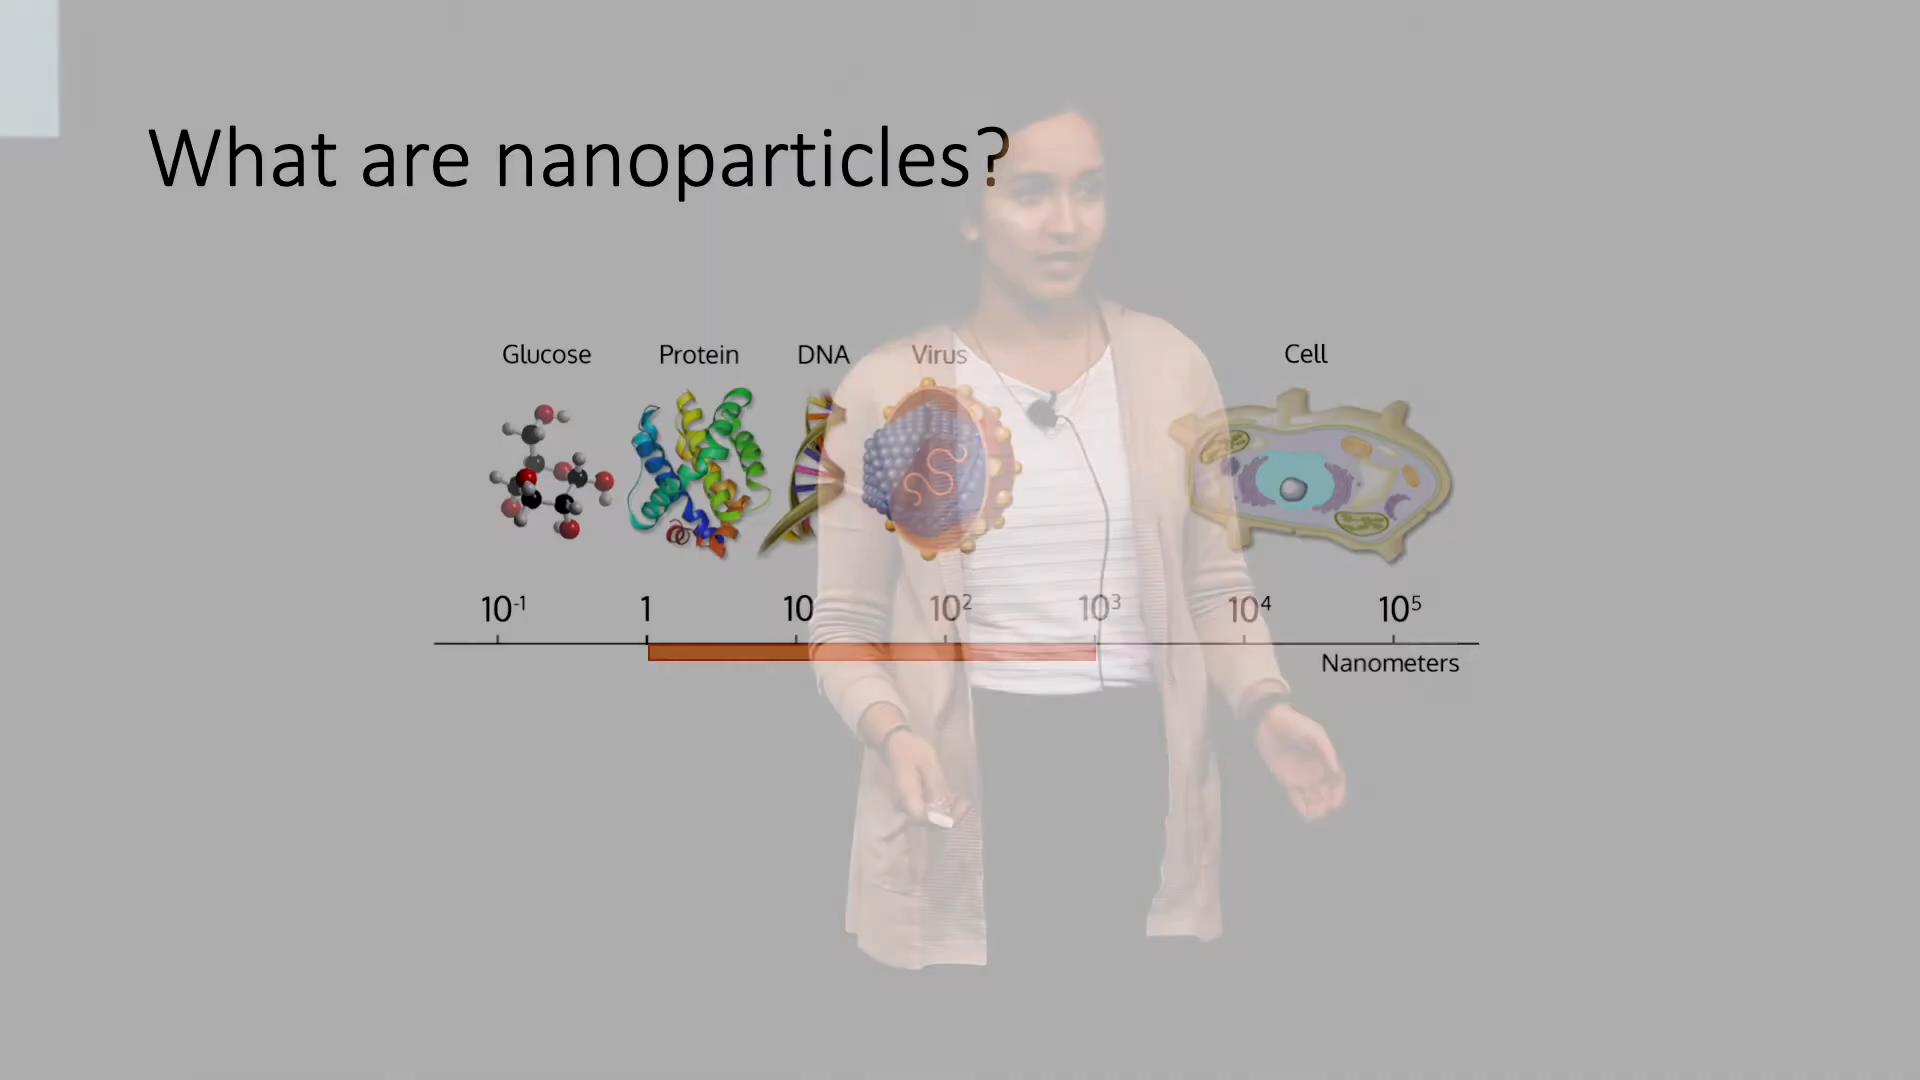 What are nanoparticles?
Glucose Protein DNA Virus Cell
10⁻¹ 1 10 10² 10³ 10⁴ 10⁵
Nanometers